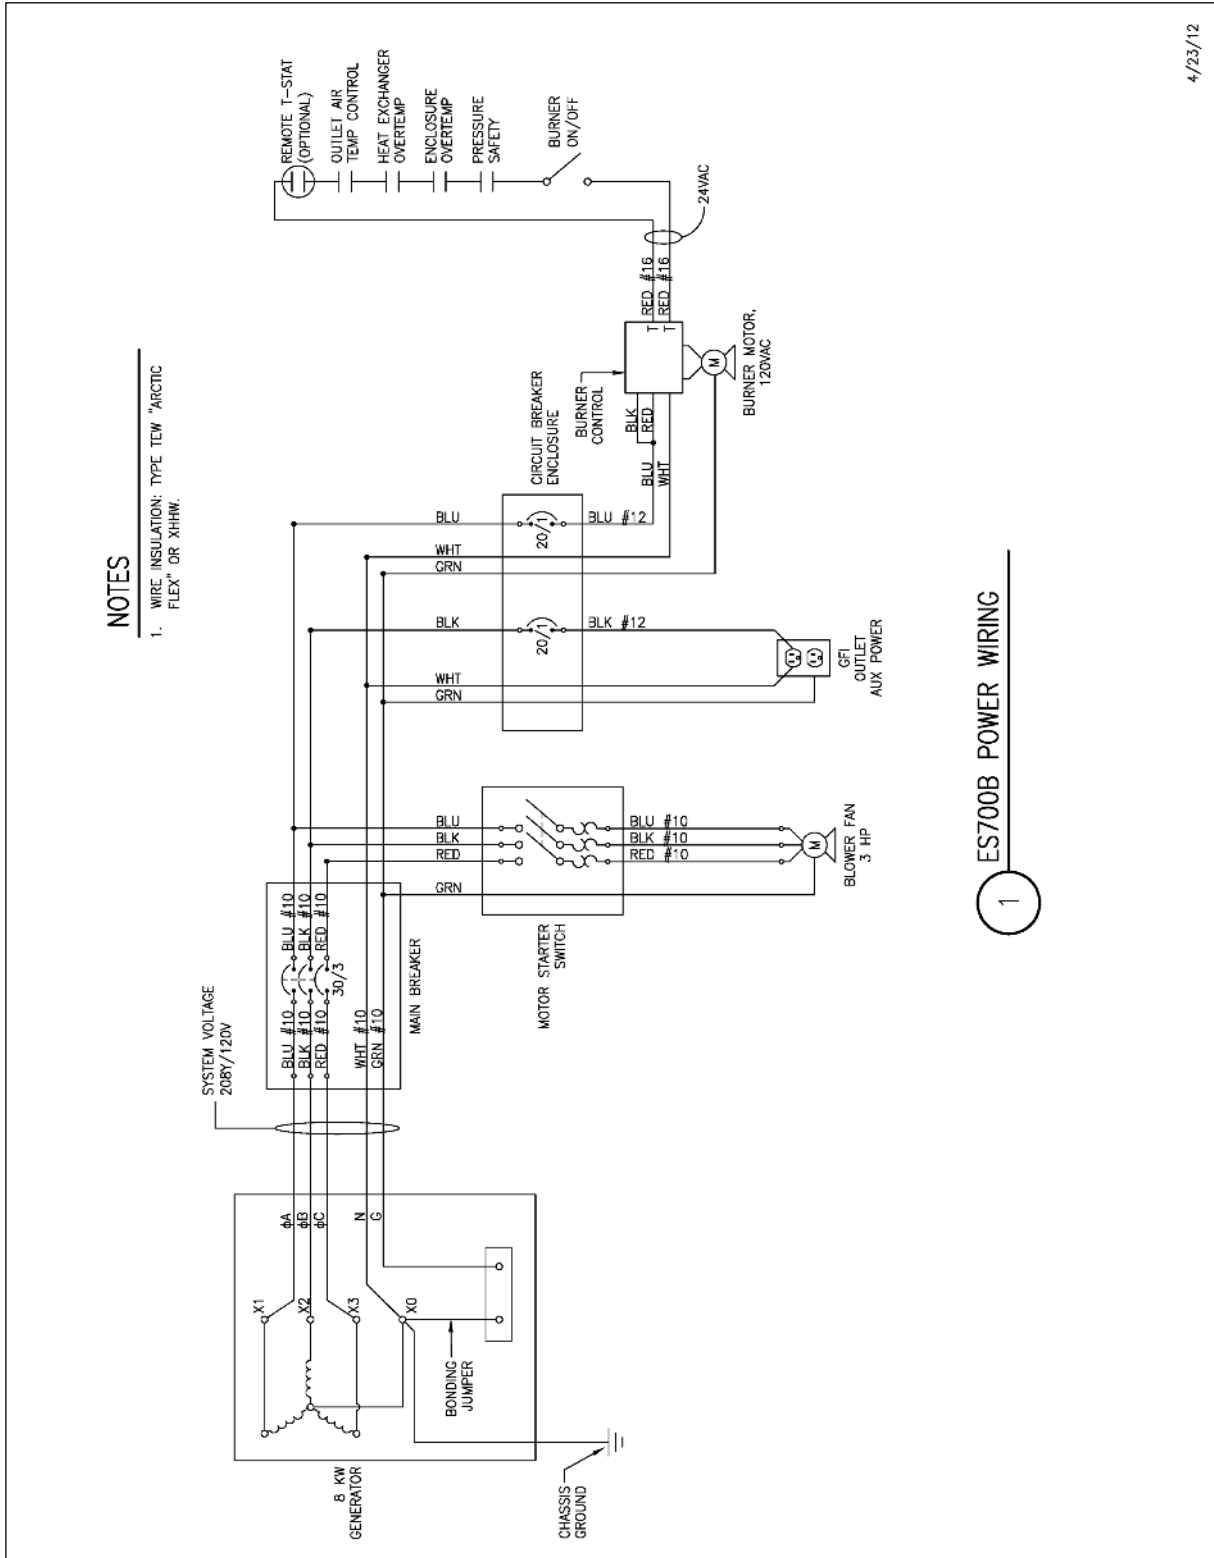 NOTES
1. WIRE INSULATION: TYPE TEW "ARCTIC
FLEX" OR XHHW.
SYSTEM VOLTAGE
208Y/120V
8 KW
GENERATOR
X1
X2
X3
X0
ϕA
ϕB
ϕC
N
G
BONDING
JUMPER
CHASSIS
GROUND
BLU #10
BLK #10
RED #10
WHT #10
GRN #10
30/3
BLU #10
BLK #10
RED #10
MAIN BREAKER
BLU
BLK
RED
GRN
MOTOR STARTER
SWITCH
BLU #10
BLK #10
RED #10
M
BLOWER FAN
3 HP
BLK
WHT
GRN
20/1
BLK #12
GFI
OUTLET
AUX POWER
BLU
WHT
GRN
20/1
BLU #12
CIRCUIT BREAKER
ENCLOSURE
BLU
WHT
BLK
RED
BURNER
CONTROL
T
T
M
BURNER MOTOR,
120VAC
RED #16
RED #16
24VAC
REMOTE T-STAT
(OPTIONAL)
OUTLET AIR
TEMP CONTROL
HEAT EXCHANGER
OVERTEMP
ENCLOSURE
OVERTEMP
PRESSURE
SAFETY
BURNER
ON/OFF
1
ES700B POWER WIRING
4/23/12